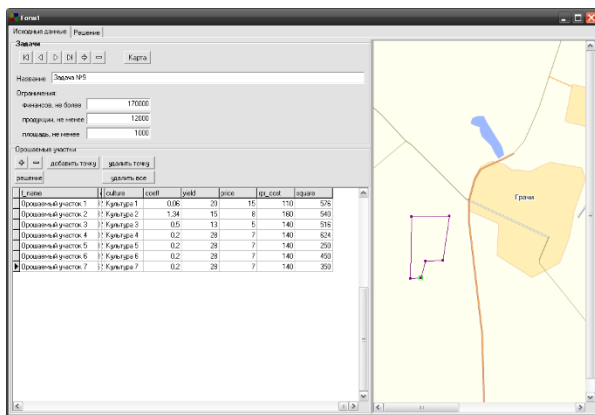 Form1
Исходные данные Решение
Задачи
Карта
Название Задача №9
Ограничения:
финансов, не более 170000
продукции, не менее 12000
площадь, не менее 1000
Орошаемые участки
добавить точку удалить точку
решение удалить все
t_name culture coeff yield price irr_cost square
Орошаемый участок 1 Культура 1 0,06 20 15 110 576
Орошаемый участок 2 Культура 2 1,34 15 8 160 540
Орошаемый участок 3 Культура 3 0,5 13 5 140 516
Орошаемый участок 4 Культура 4 0,2 28 7 140 624
Орошаемый участок 5 Культура 5 0,2 28 7 140 250
Орошаемый участок 6 Культура 6 0,2 28 7 140 450
Орошаемый участок 7 Культура 7 0,2 28 7 140 350
Грачи